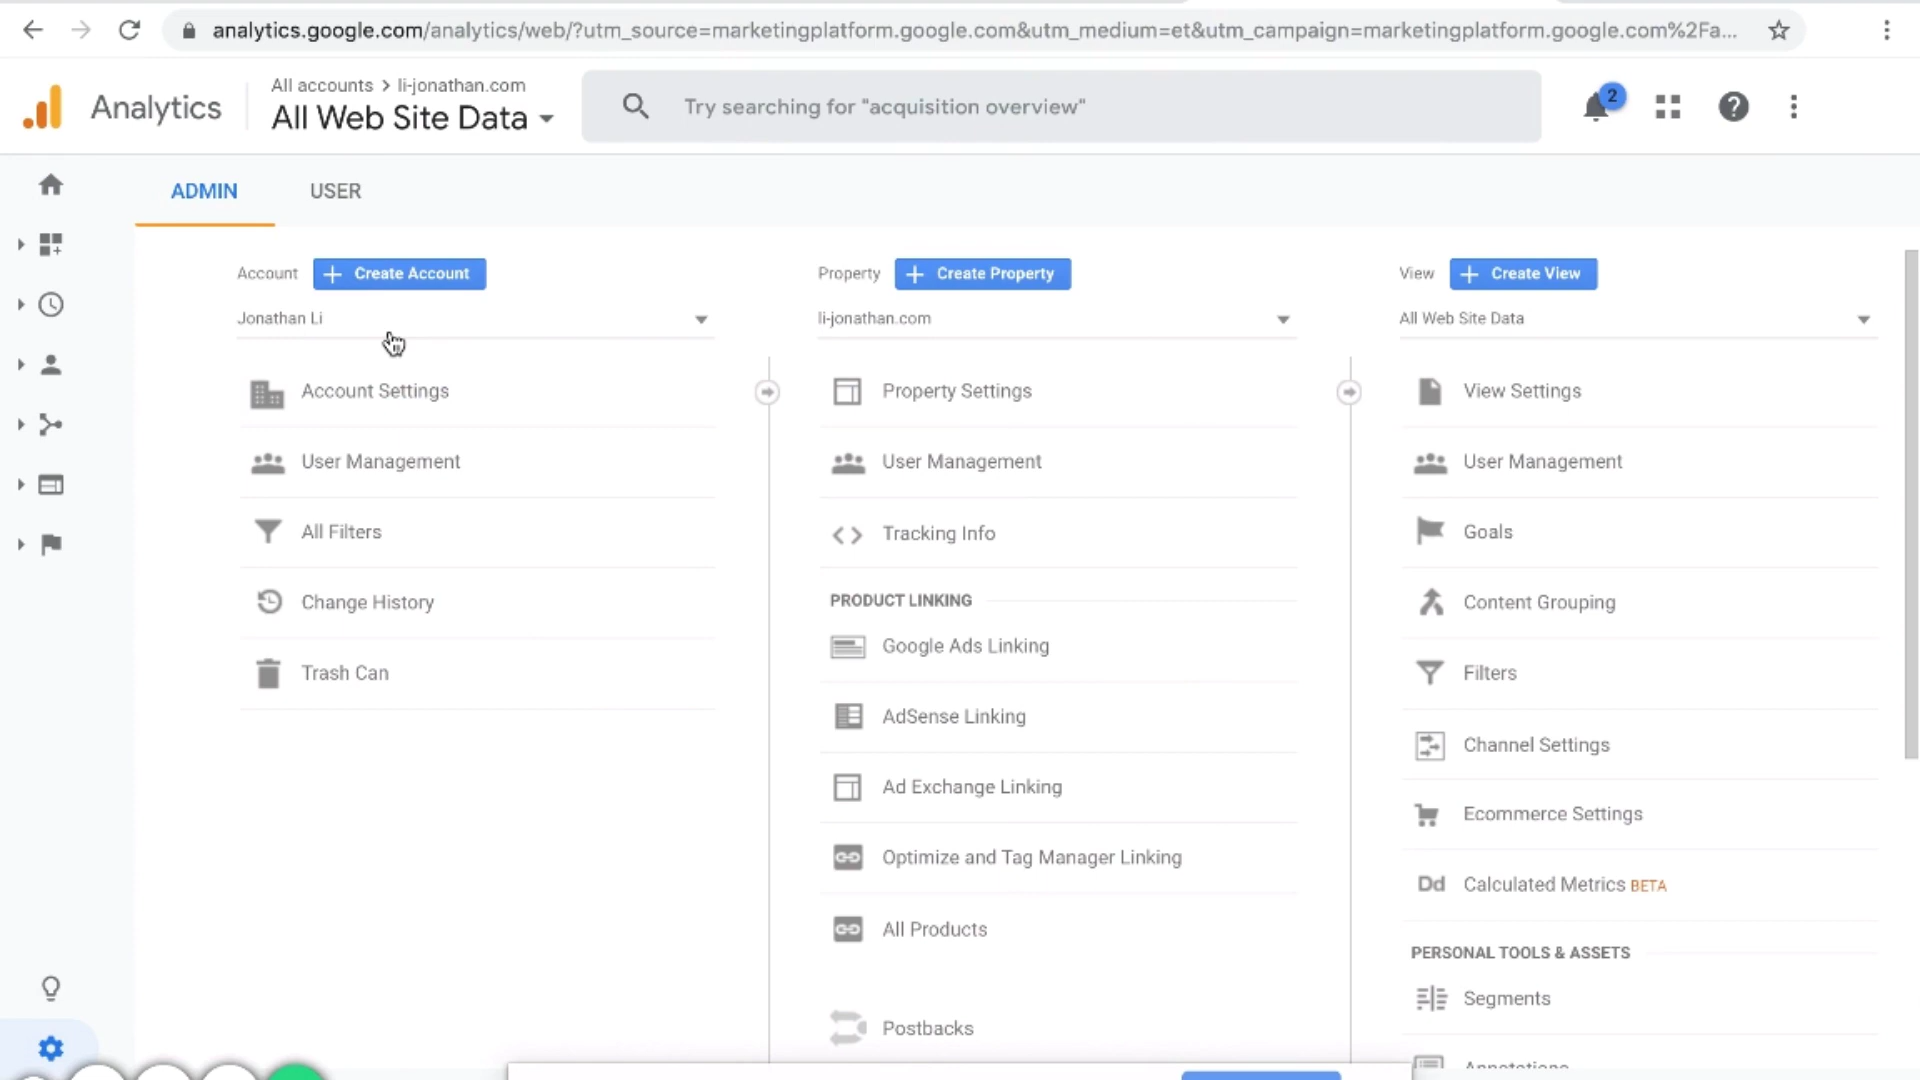 analytics.google.com/analytics/web/?utm_source=marketingplatform.google.com&utm_medium=et&utm_campaign=marketingplatform.google.com%2Fa...
Analytics
All accounts > li-jonathan.com
All Web Site Data
Try searching for "acquisition overview"
2
ADMIN
USER
Account
+ Create Account
Jonathan Li
Account Settings
User Management
All Filters
Change History
Trash Can
Property
+ Create Property
li-jonathan.com
Property Settings
User Management
Tracking Info
PRODUCT LINKING
Google Ads Linking
AdSense Linking
Ad Exchange Linking
Optimize and Tag Manager Linking
All Products
Postbacks
View
+ Create View
All Web Site Data
View Settings
User Management
Goals
Content Grouping
Filters
Channel Settings
Ecommerce Settings
Dd Calculated Metrics BETA
PERSONAL TOOLS & ASSETS
Segments
Annotations